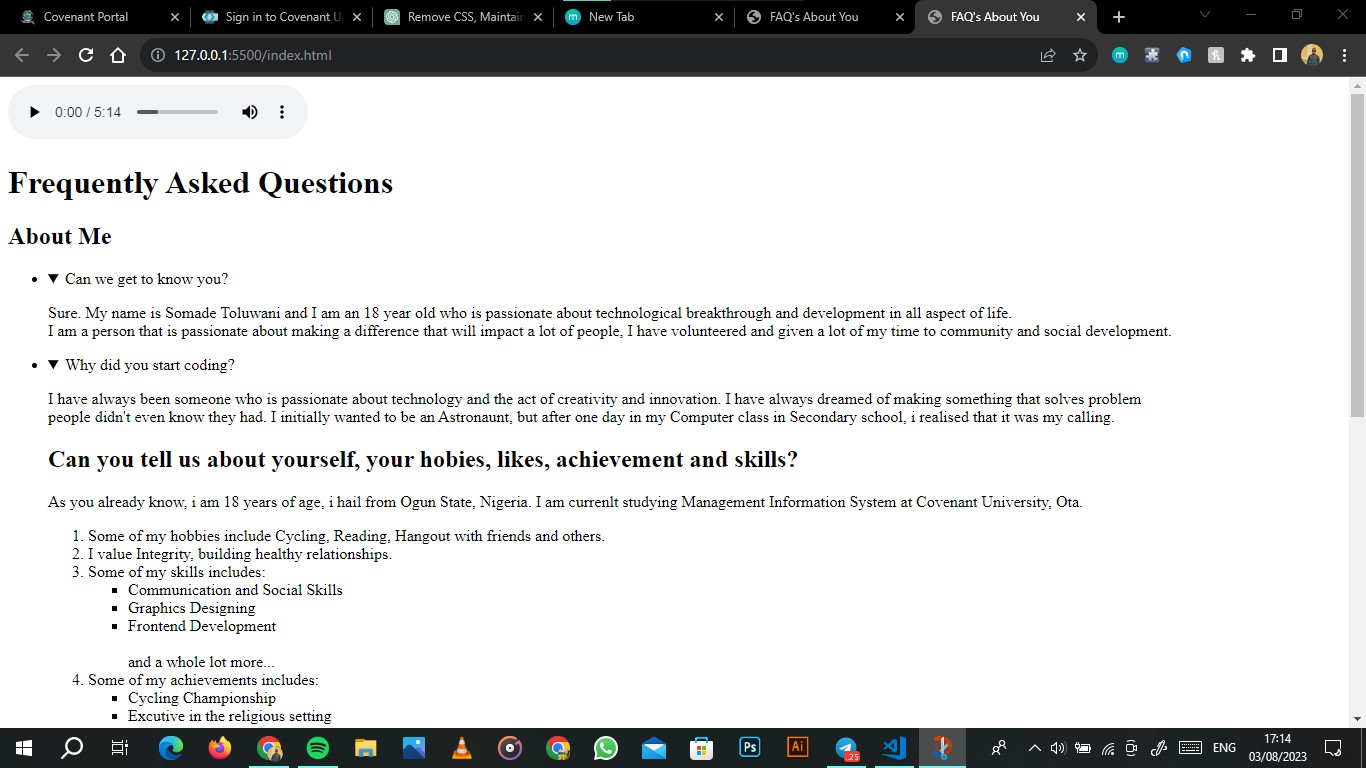 Covenant Portal
Sign in to Covenant U
Remove CSS, Maintai
New Tab
FAQ's About You
FAQ's About You
127.0.0.1:5500/index.html
0:00 / 5:14
Frequently Asked Questions
About Me
• ▼ Can we get to know you?
Sure. My name is Somade Toluwani and I am an 18 year old who is passionate about technological breakthrough and development in all aspect of life.
I am a person that is passionate about making a difference that will impact a lot of people, I have volunteered and given a lot of my time to community and social development.
• ▼ Why did you start coding?
I have always been someone who is passionate about technology and the act of creativity and innovation. I have always dreamed of making something that solves problem
people didn't even know they had. I initially wanted to be an Astronaunt, but after one day in my Computer class in Secondary school, i realised that it was my calling.
Can you tell us about yourself, your hobies, likes, achievement and skills?
As you already know, i am 18 years of age, i hail from Ogun State, Nigeria. I am currenlt studying Management Information System at Covenant University, Ota.
1. Some of my hobbies include Cycling, Reading, Hangout with friends and others.
2. I value Integrity, building healthy relationships.
3. Some of my skills includes:
▪ Communication and Social Skills
▪ Graphics Designing
▪ Frontend Development
and a whole lot more...
4. Some of my achievements includes:
▪ Cycling Championship
▪ Excutive in the religious setting
Ps
Ai
.25
ENG
17:14
03/08/2023